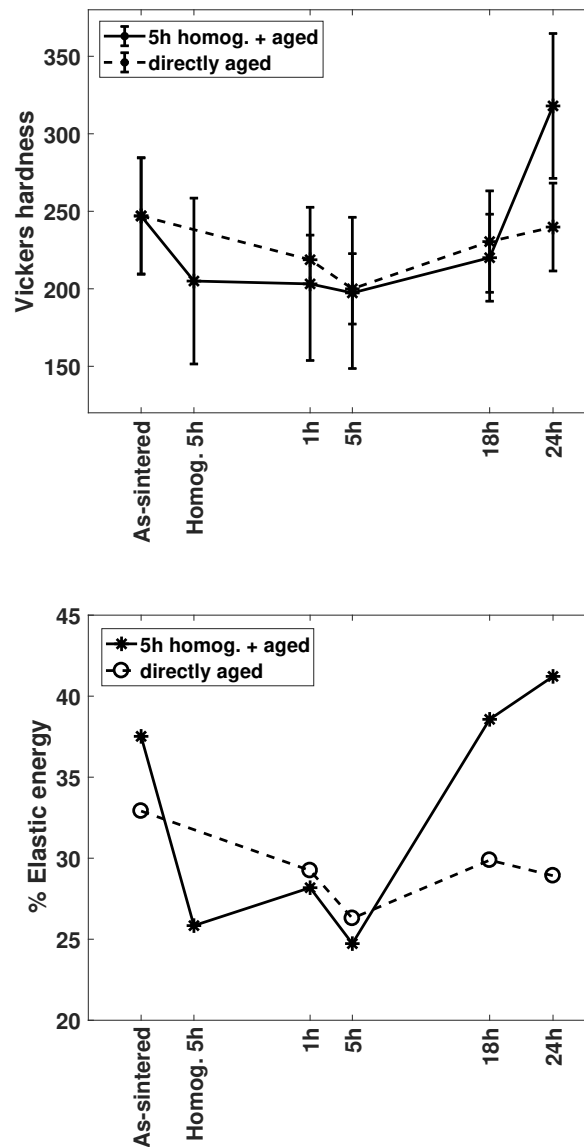 5h homog. + aged
directly aged
350
300
250
200
150
Vickers hardness
As-sintered
Homog. 5h
1h
5h
18h
24h
45
5h homog. + aged
directly aged
40
35
30
25
20
% Elastic energy
As-sintered
Homog. 5h
1h
5h
18h
24h